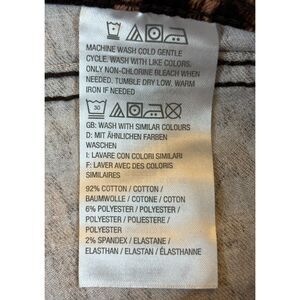 MACHINE WASH COLD GENTLE
CYCLE. WASH WITH LIKE COLORS.
ONLY NON-CHLORINE BLEACH WHEN
NEEDED. TUMBLE DRY LOW. WARM
IRON IF NEEDED
30
GB: WASH WITH SIMILAR COLOURS
D: MIT ÄHNLICHEN FARBEN
WASCHEN
I: LAVARE CON COLORI SIMILARI
F: LAVER AVEC DES COLORIS
SIMILAIRES
92% COTTON / COTTON /
BAUMWOLLE / COTONE / COTON
6% POLYESTER / POLYESTER /
POLYESTER / POLIESTERE /
POLYESTER
2% SPANDEX / ELASTANE /
ELASTHAN / ELASTAN / ÉLASTHANNE